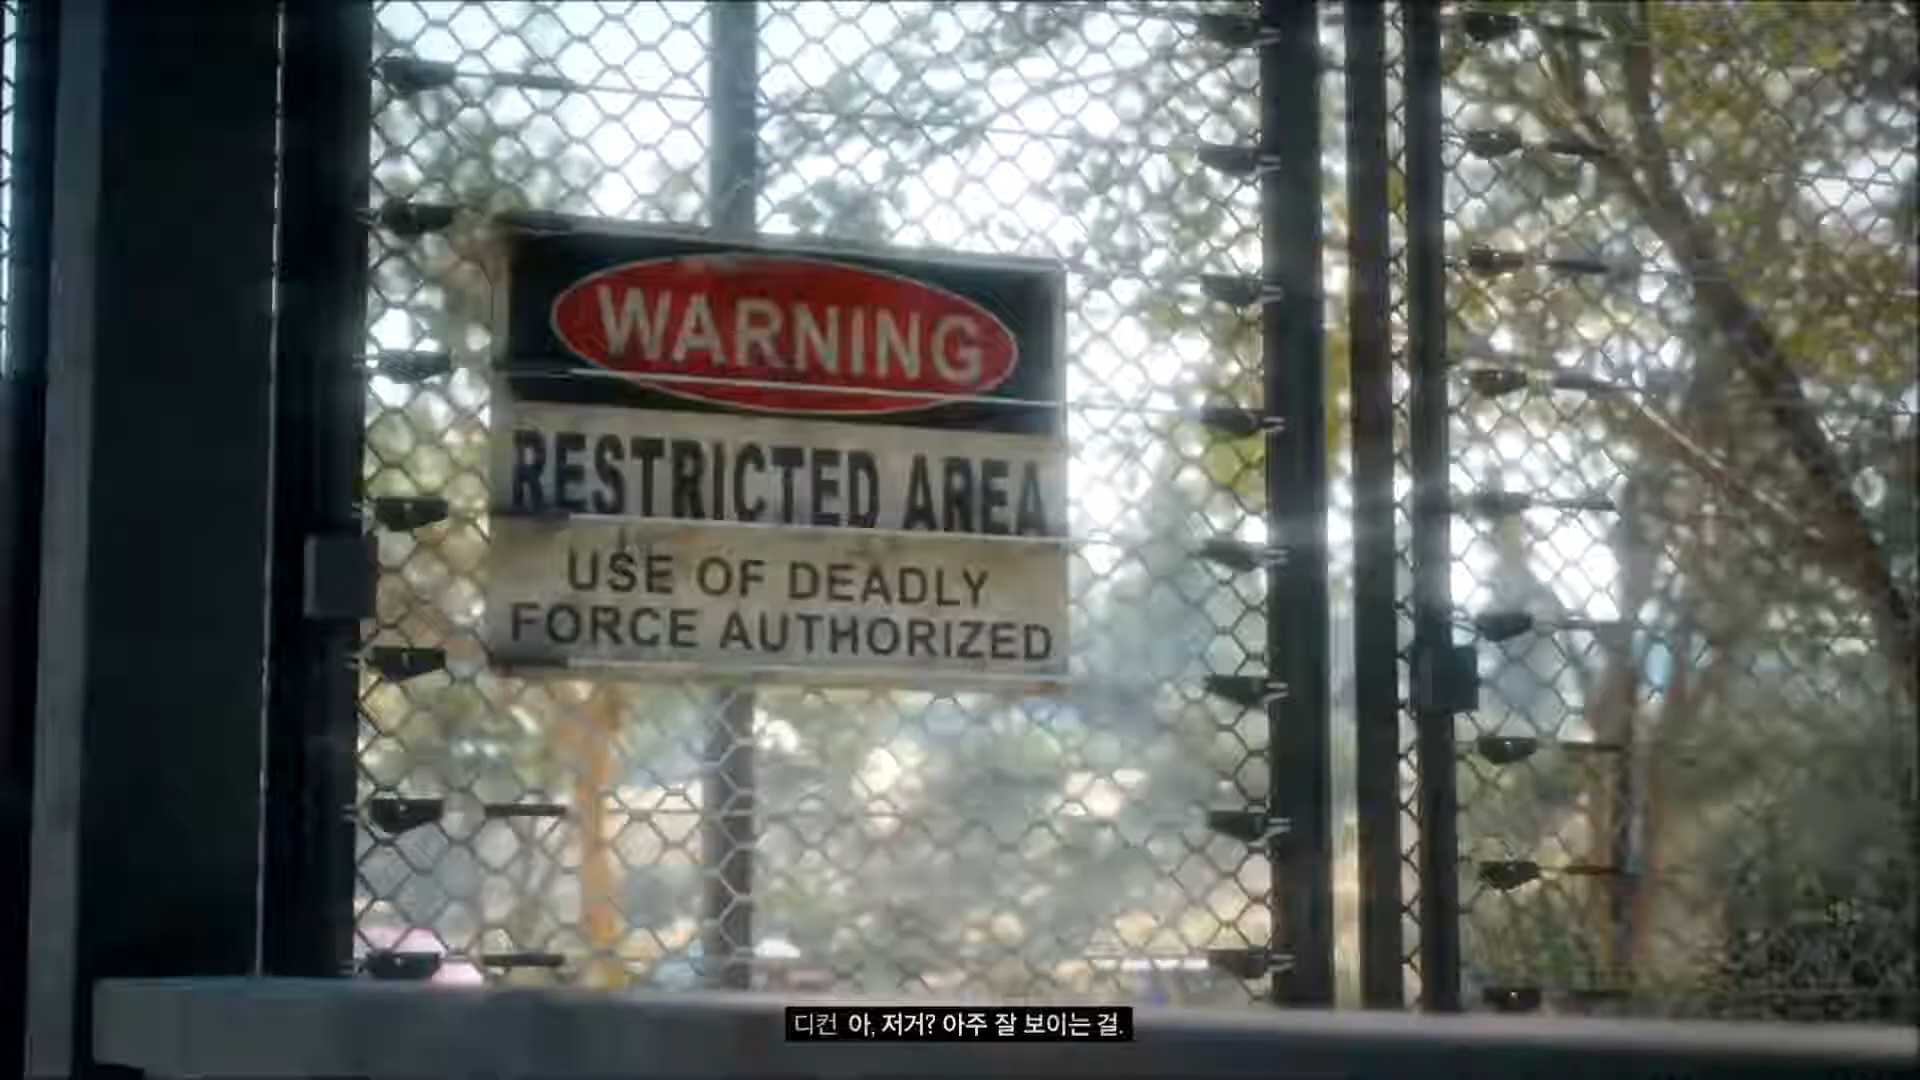 WARNING
RESTRICTED AREA
USE OF DEADLY
FORCE AUTHORIZED
디컨 아, 저거? 아주 잘 보이는 걸.